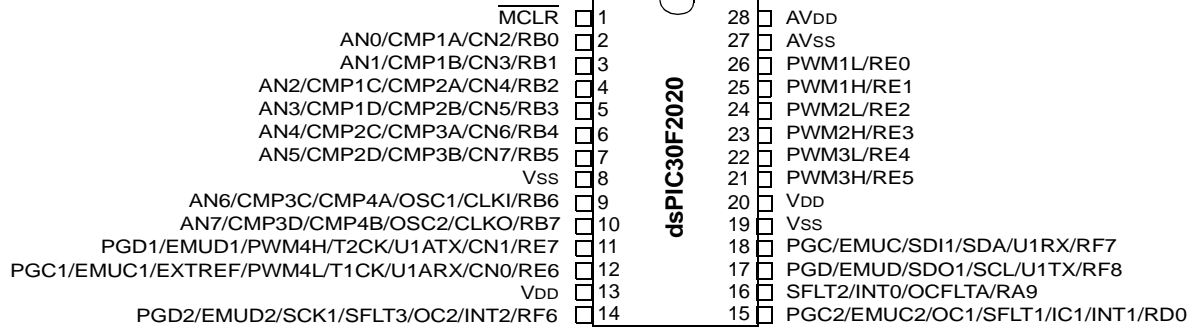 MCLR 1
AN0/CMP1A/CN2/RB0 2
AN1/CMP1B/CN3/RB1 3
AN2/CMP1C/CMP2A/CN4/RB2 4
AN3/CMP1D/CMP2B/CN5/RB3 5
AN4/CMP2C/CMP3A/CN6/RB4 6
AN5/CMP2D/CMP3B/CN7/RB5 7
VSS 8
AN6/CMP3C/CMP4A/OSC1/CLKI/RB6 9
AN7/CMP3D/CMP4B/OSC2/CLKO/RB7 10
PGD1/EMUD1/PWM4H/T2CK/U1ATX/CN1/RE7 11
PGC1/EMUC1/EXTREF/PWM4L/T1CK/U1ARX/CN0/RE6 12
VDD 13
PGD2/EMUD2/SCK1/SFLT3/OC2/INT2/RF6 14
dsPIC30F2020
28 AVDD
27 AVSS
26 PWM1L/RE0
25 PWM1H/RE1
24 PWM2L/RE2
23 PWM2H/RE3
22 PWM3L/RE4
21 PWM3H/RE5
20 VDD
19 VSS
18 PGC/EMUC/SDI1/SDA/U1RX/RF7
17 PGD/EMUD/SDO1/SCL/U1TX/RF8
16 SFLT2/INT0/OCFLTA/RA9
15 PGC2/EMUC2/OC1/SFLT1/IC1/INT1/RD0